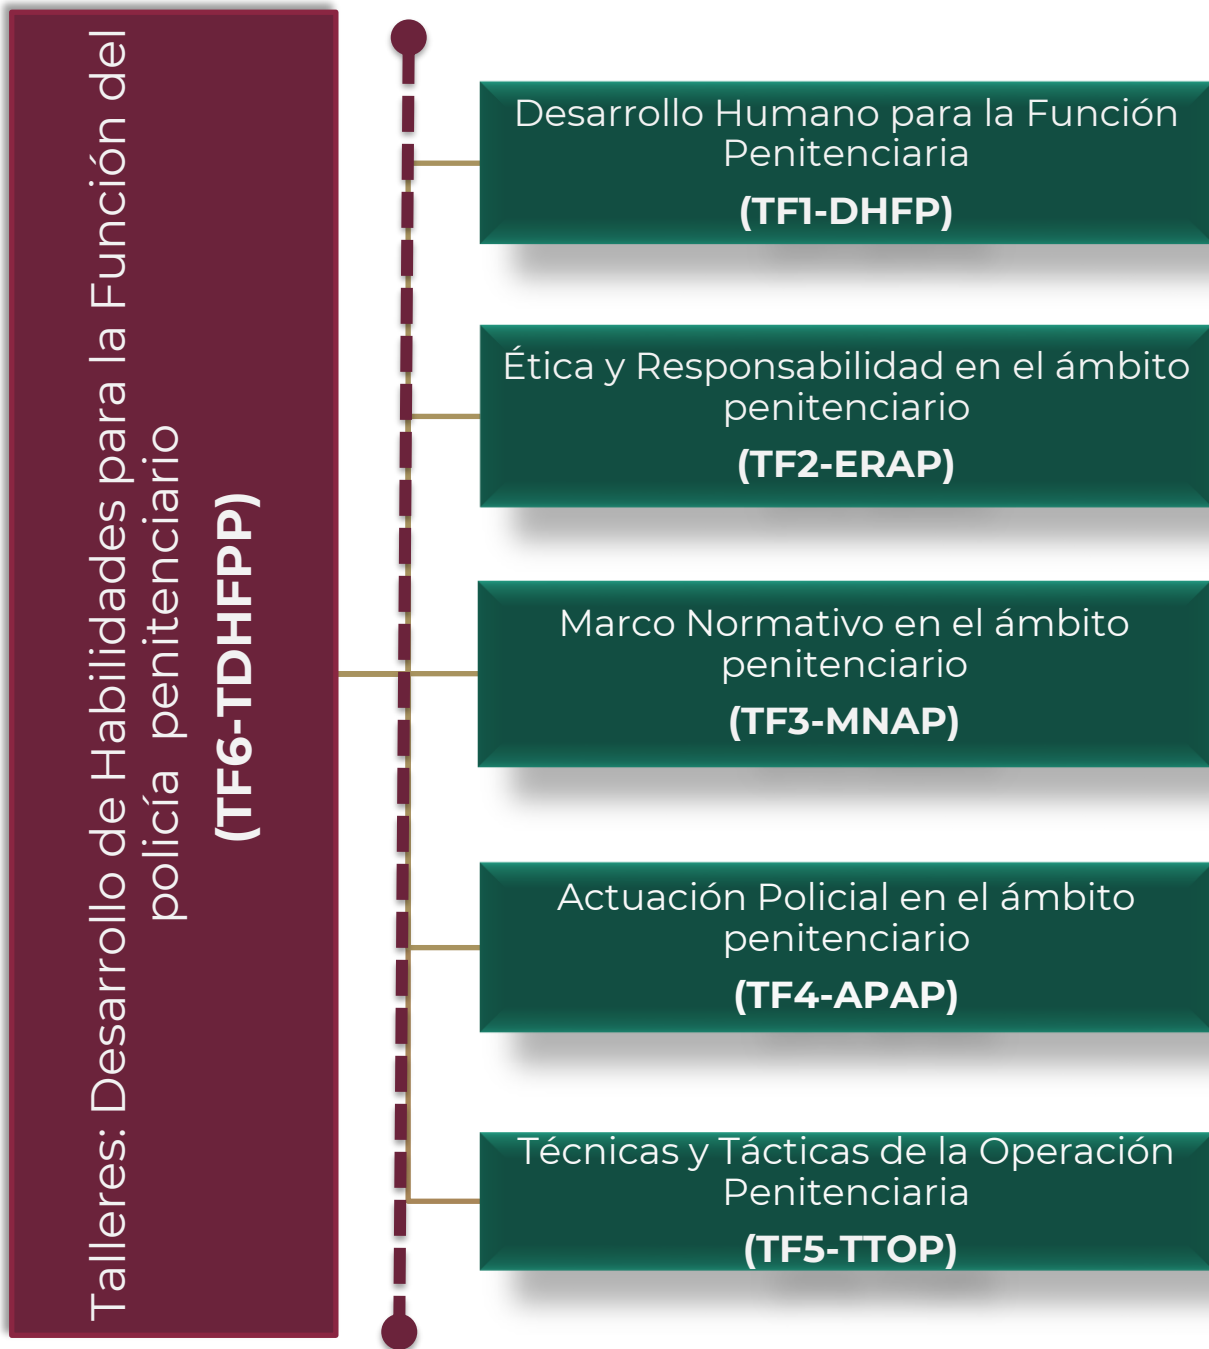 Talleres: Desarrollo de Habilidades para la Función del
policía penitenciario
(TF6-TDHFPP)
Desarrollo Humano para la Función
Penitenciaria
(TF1-DHFP)
Ética y Responsabilidad en el ámbito
penitenciario
(TF2-ERAP)
Marco Normativo en el ámbito
penitenciario
(TF3-MNAP)
Actuación Policial en el ámbito
penitenciario
(TF4-APAP)
Técnicas y Tácticas de la Operación
Penitenciaria
(TF5-TTOP)